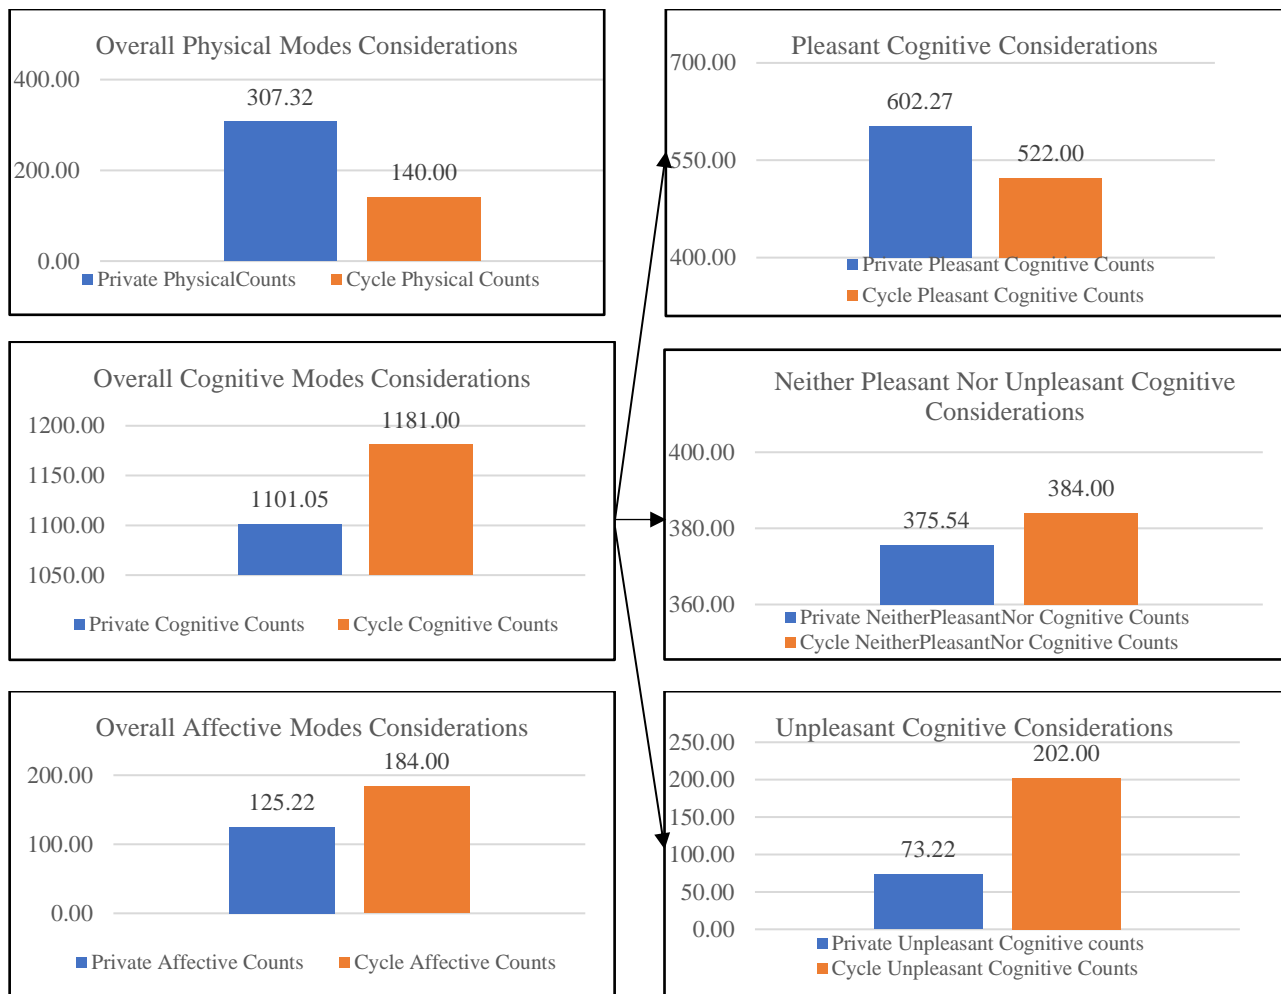 Overall Physical Modes Considerations
400.00
307.32
200.00
140.00
0.00
Private PhysicalCounts
Cycle Physical Counts
Pleasant Cognitive Considerations
700.00
602.27
550.00
522.00
400.00
Private Pleasant Cognitive Counts
Cycle Pleasant Cognitive Counts
Overall Cognitive Modes Considerations
1200.00
1181.00
1150.00
1101.05
1100.00
1050.00
Private Cognitive Counts
Cycle Cognitive Counts
Neither Pleasant Nor Unpleasant Cognitive
Considerations
400.00
384.00
380.00
375.54
360.00
Private NeitherPleasantNor Cognitive Counts
Cycle NeitherPleasantNor Cognitive Counts
Overall Affective Modes Considerations
200.00
184.00
125.22
100.00
0.00
Private Affective Counts
Cycle Affective Counts
Unpleasant Cognitive Considerations
250.00
202.00
200.00
150.00
100.00
73.22
50.00
0.00
Private Unpleasant Cognitive counts
Cycle Unpleasant Cognitive Counts